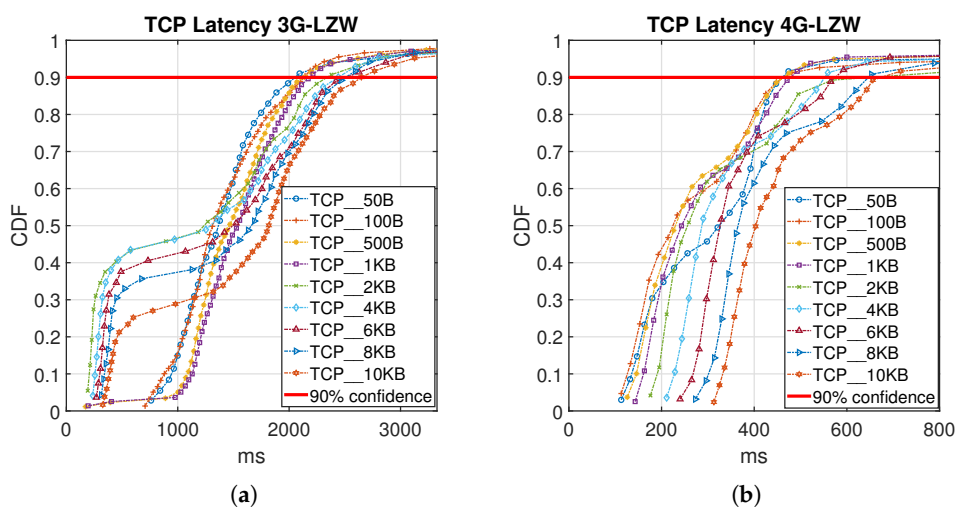 TCP Latency 3G-LZW
1
0.9
0.8
0.7
0.6
0.5
0.4
0.3
0.2
0.1
0
CDF
0 1000 2000 3000
ms
TCP__50B
TCP__100B
TCP__500B
TCP__1KB
TCP__2KB
TCP__4KB
TCP__6KB
TCP__8KB
TCP__10KB
90% confidence
(a)
TCP Latency 4G-LZW
1
0.9
0.8
0.7
0.6
0.5
0.4
0.3
0.2
0.1
0
CDF
0 200 400 600 800
ms
TCP__50B
TCP__100B
TCP__500B
TCP__1KB
TCP__2KB
TCP__4KB
TCP__6KB
TCP__8KB
TCP__10KB
90% confidence
(b)